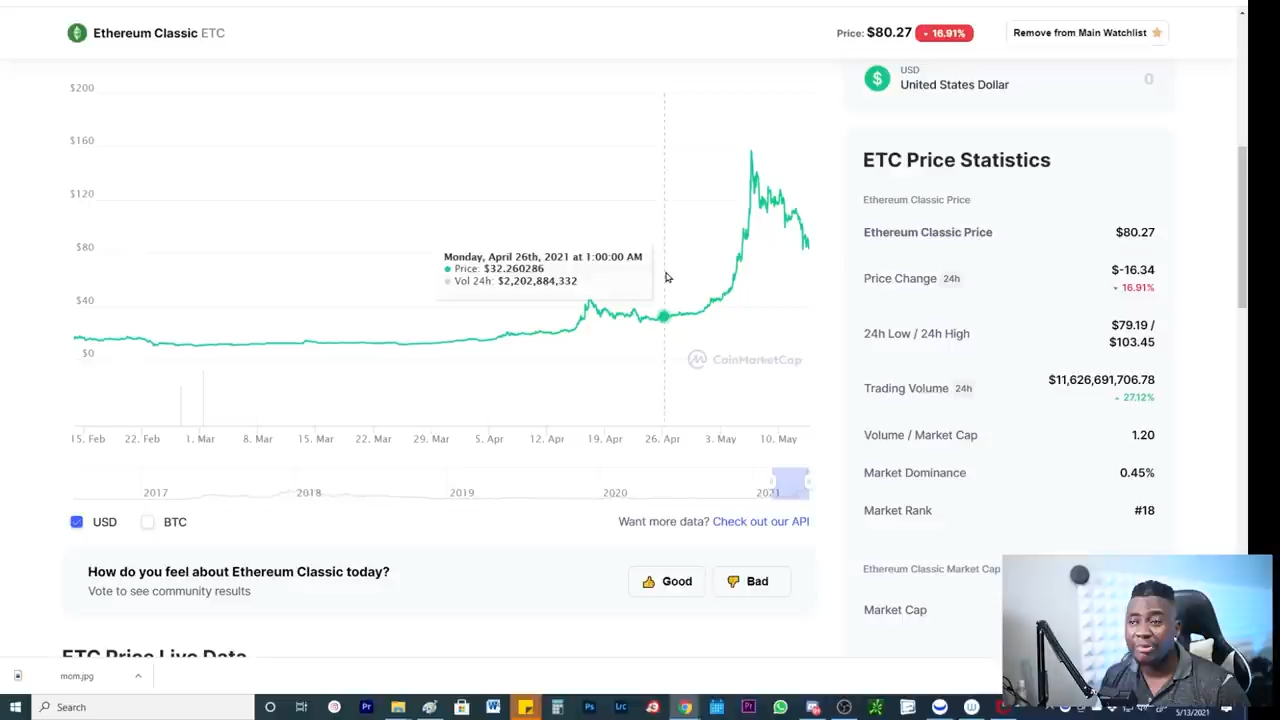 Ethereum Classic ETC
Price: $80.27 16.91%
Remove from Main Watchlist
$200
$160
$120
$80
$40
$0
Monday, April 26th, 2021 at 1:00:00 AM
Price: $32.260286
Vol 24h: $2,202,884,332
CoinMarketCap
15. Feb 22. Feb 1. Mar 8. Mar 15. Mar 22. Mar 29. Mar 5. Apr 12. Apr 19. Apr 26. Apr 3. May 10. May
2017 2018 2019 2020 2021
USD BTC
Want more data? Check out our API
How do you feel about Ethereum Classic today?
Vote to see community results
Good Bad
ETC Price Live Data
USD
United States Dollar 0
ETC Price Statistics
Ethereum Classic Price
Ethereum Classic Price $80.27
Price Change 24h $-16.34
16.91%
24h Low / 24h High $79.19 /
$103.45
Trading Volume 24h $11,626,691,706.78
27.12%
Volume / Market Cap 1.20
Market Dominance 0.45%
Market Rank #18
Ethereum Classic Market Cap
Market Cap
mom.jpg
Search
5/13/2021